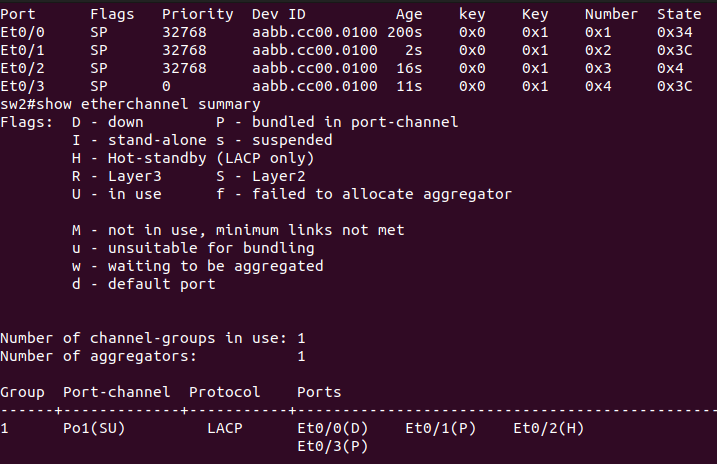 Port      Flags   Priority  Dev ID          Age    key    Key    Number  State
Et0/0     SP      32768     aabb.cc00.0100 200s    0x0    0x1    0x1     0x34
Et0/1     SP      32768     aabb.cc00.0100   2s    0x0    0x1    0x2     0x3C
Et0/2     SP      32768     aabb.cc00.0100  16s    0x0    0x1    0x3     0x4
Et0/3     SP      0         aabb.cc00.0100  11s    0x0    0x1    0x4     0x3C
sw2#show etherchannel summary
Flags:  D - down        P - bundled in port-channel
        I - stand-alone s - suspended
        H - Hot-standby (LACP only)
        R - Layer3      S - Layer2
        U - in use      f - failed to allocate aggregator
        M - not in use, minimum links not met
        u - unsuitable for bundling
        w - waiting to be aggregated
        d - default port
Number of channel-groups in use: 1
Number of aggregators:           1
Group  Port-channel  Protocol    Ports
------+-------------+-----------+-----------------------------------------------
1      Po1(SU)         LACP      Et0/0(D)    Et0/1(P)    Et0/2(H)
                                 Et0/3(P)